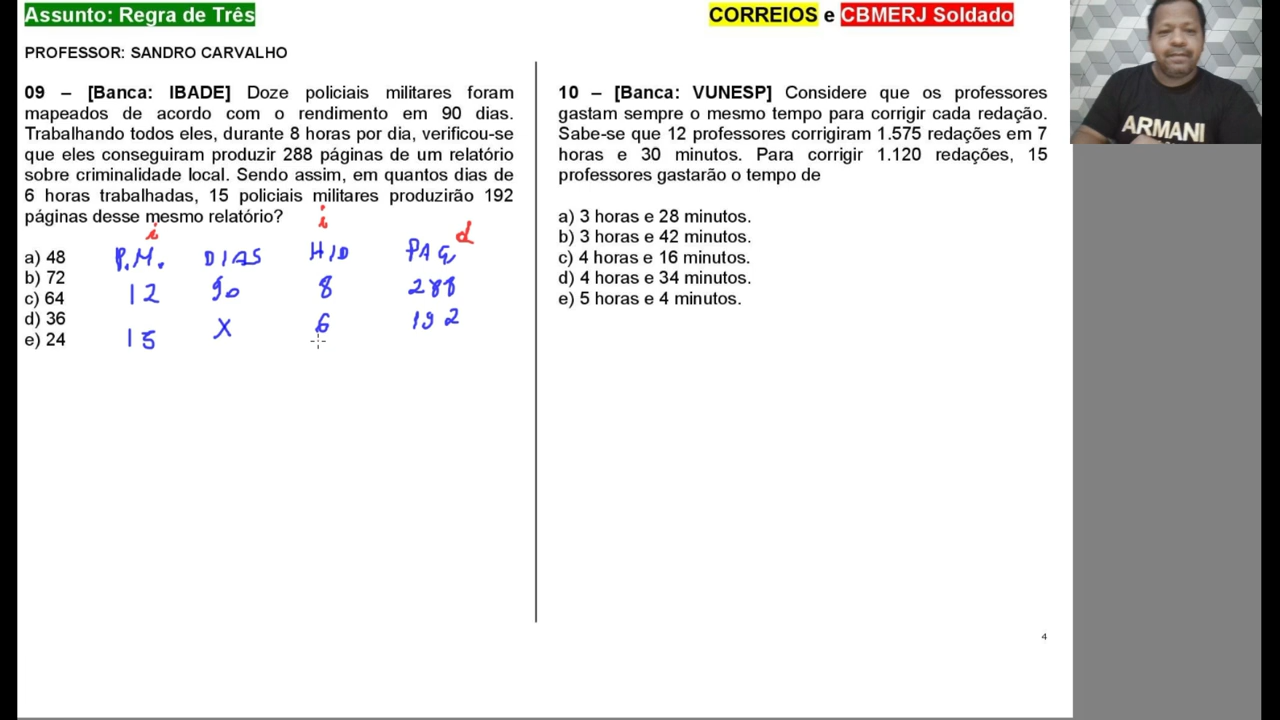 Assunto: Regra de Três
CORREIOS e CBMERJ Soldado
PROFESSOR: SANDRO CARVALHO
09 – [Banca: IBADE] Doze policiais militares foram
mapeados de acordo com o rendimento em 90 dias.
Trabalhando todos eles, durante 8 horas por dia, verificou-se
que eles conseguiram produzir 288 páginas de um relatório
sobre criminalidade local. Sendo assim, em quantos dias de
6 horas trabalhadas, 15 policiais militares produzirão 192
páginas desse mesmo relatório?
a) 48
b) 72
c) 64
d) 36
e) 24
i i d
P.M. DIAS H/D PAG
12 90 8 288
15 X 6 192
10 – [Banca: VUNESP] Considere que os professores
gastam sempre o mesmo tempo para corrigir cada redação.
Sabe-se que 12 professores corrigiram 1.575 redações em 7
horas e 30 minutos. Para corrigir 1.120 redações, 15
professores gastarão o tempo de
a) 3 horas e 28 minutos.
b) 3 horas e 42 minutos.
c) 4 horas e 16 minutos.
d) 4 horas e 34 minutos.
e) 5 horas e 4 minutos.
ARMANI
4